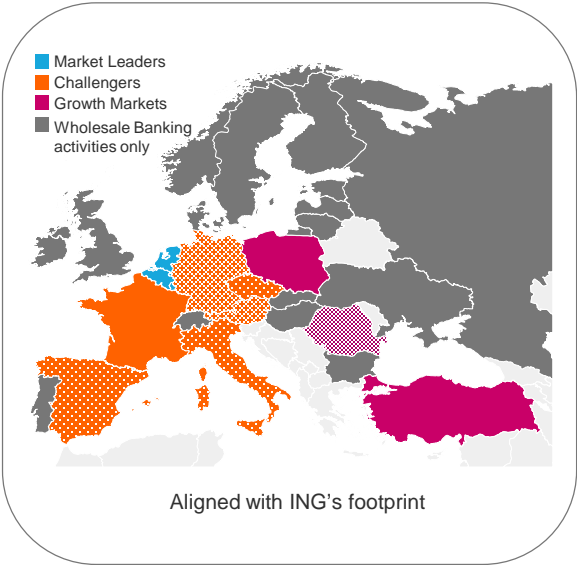 Market Leaders
Challengers
Growth Markets
Wholesale Banking
activities only
Aligned with ING’s footprint